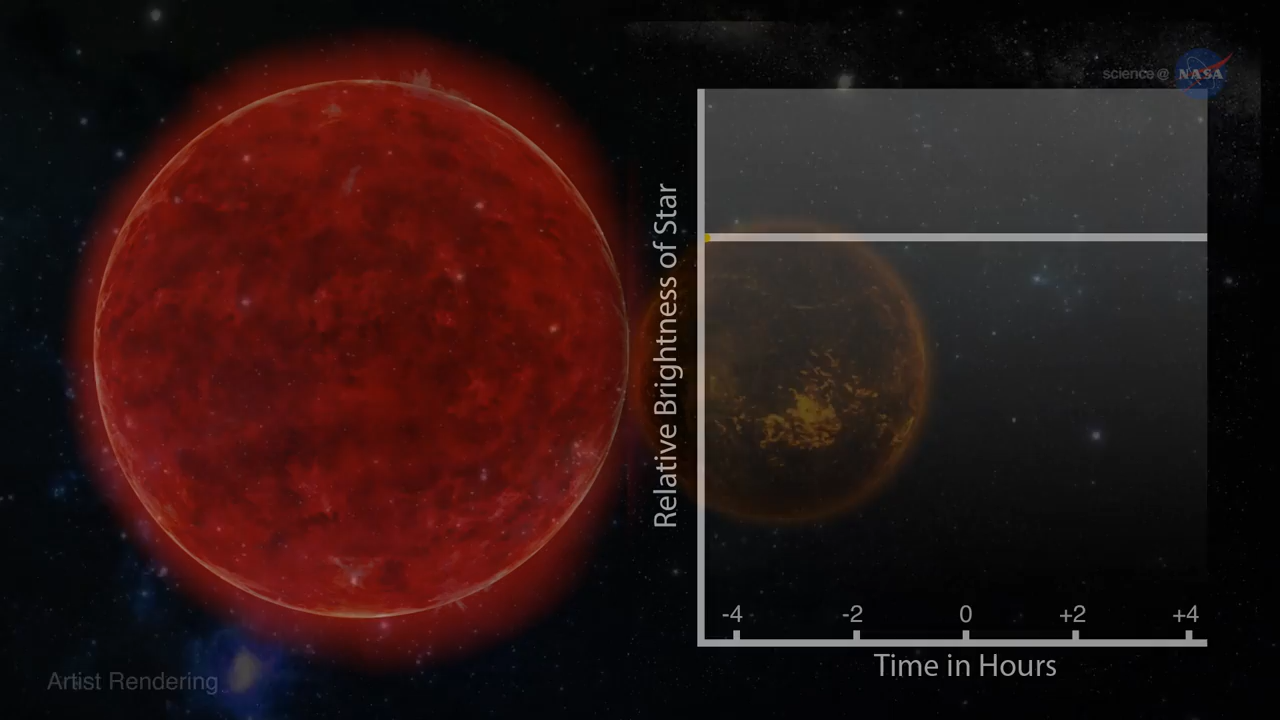 science@ NASA
Relative Brightness of Star
-4 -2 0 +2 +4
Time in Hours
Artist Rendering